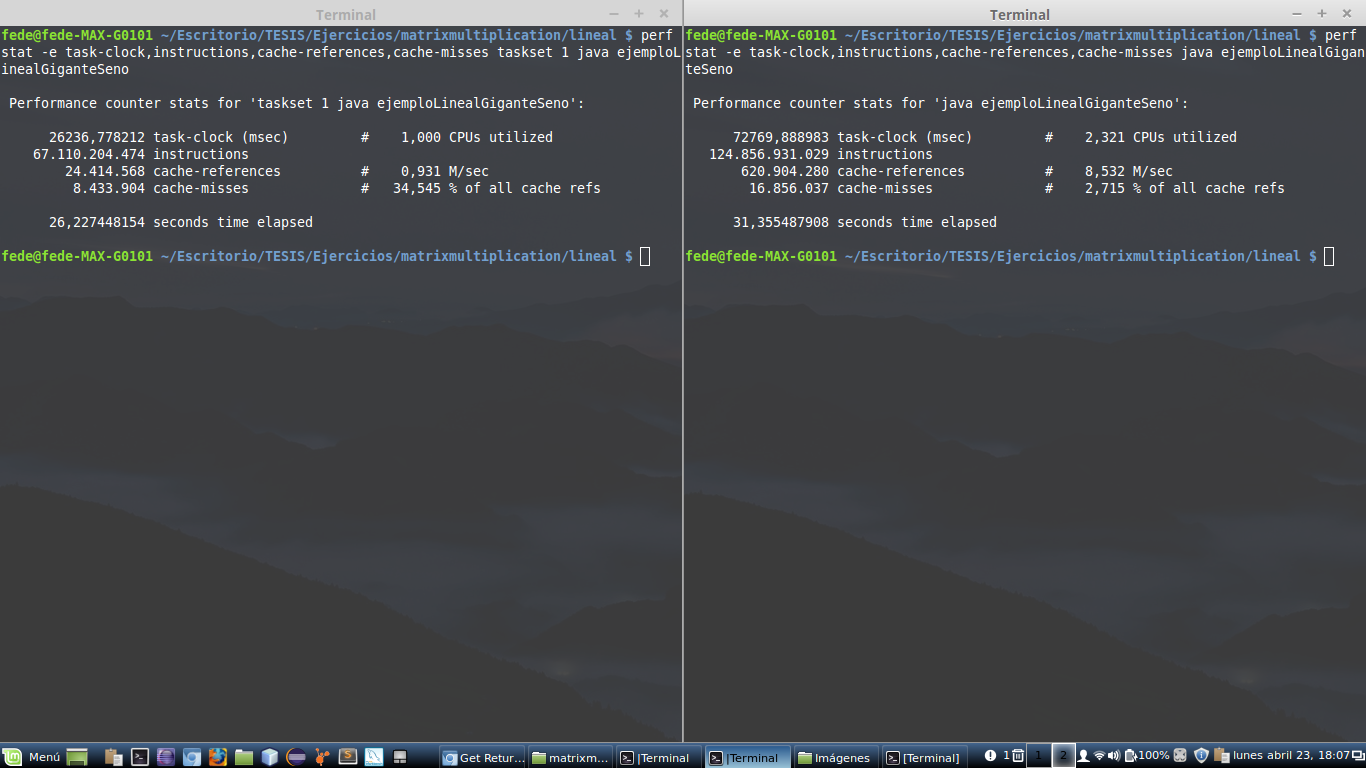 Terminal
fede@fede-MAX-G0101 ~/Escritorio/TESIS/Ejercicios/matrixmultiplication/lineal $ perf
stat -e task-clock,instructions,cache-references,cache-misses taskset 1 java ejemploL
inealGiganteSeno
Performance counter stats for 'taskset 1 java ejemploLinealGiganteSeno':
26236,778212 task-clock (msec) # 1,000 CPUs utilized
67.110.204.474 instructions
24.414.568 cache-references # 0,931 M/sec
8.433.904 cache-misses # 34,545 % of all cache refs
26,227448154 seconds time elapsed
fede@fede-MAX-G0101 ~/Escritorio/TESIS/Ejercicios/matrixmultiplication/lineal $
Terminal
fede@fede-MAX-G0101 ~/Escritorio/TESIS/Ejercicios/matrixmultiplication/lineal $ perf
stat -e task-clock,instructions,cache-references,cache-misses java ejemploLinealGigan
teSeno
Performance counter stats for 'java ejemploLinealGiganteSeno':
72769,888983 task-clock (msec) # 2,321 CPUs utilized
124.856.931.029 instructions
620.904.280 cache-references # 8,532 M/sec
16.856.037 cache-misses # 2,715 % of all cache refs
31,355487908 seconds time elapsed
fede@fede-MAX-G0101 ~/Escritorio/TESIS/Ejercicios/matrixmultiplication/lineal $
Menú Get Retur... matrixm... |Terminal |Terminal Imágenes [Terminal] 1 1 2 100% lunes abril 23, 18:07